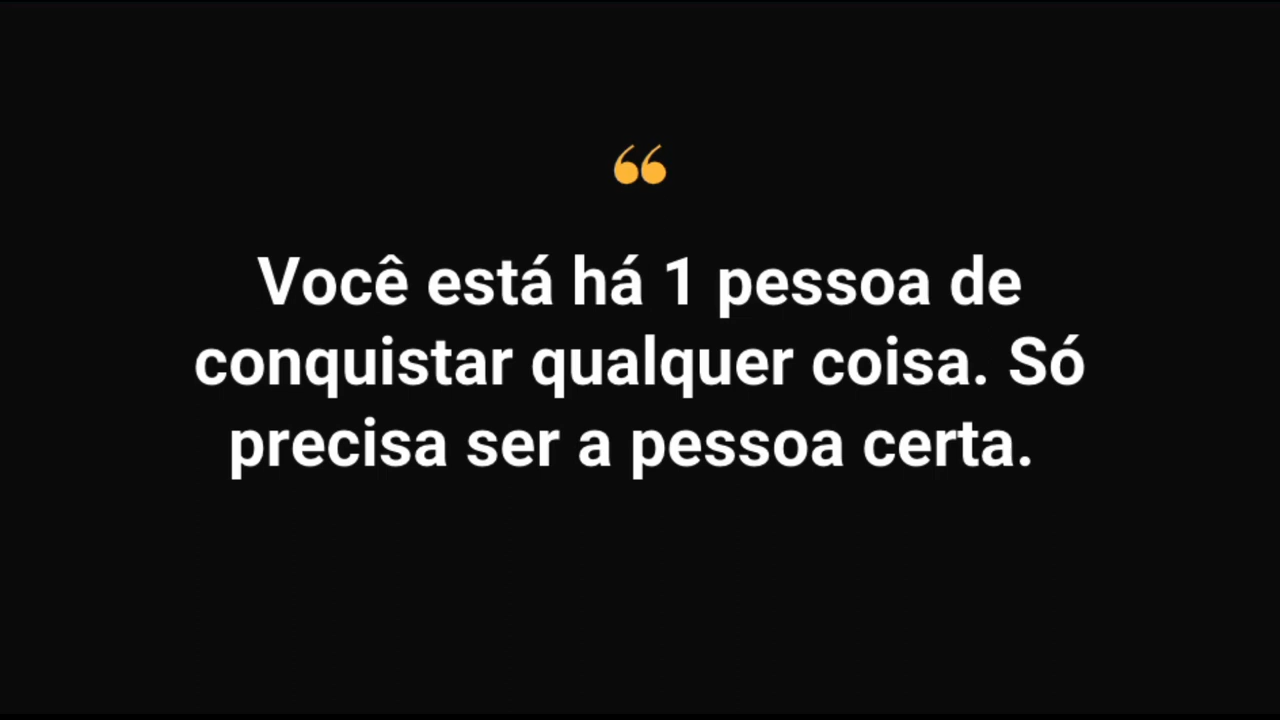 “
Você está há 1 pessoa de
conquistar qualquer coisa. Só
precisa ser a pessoa certa.